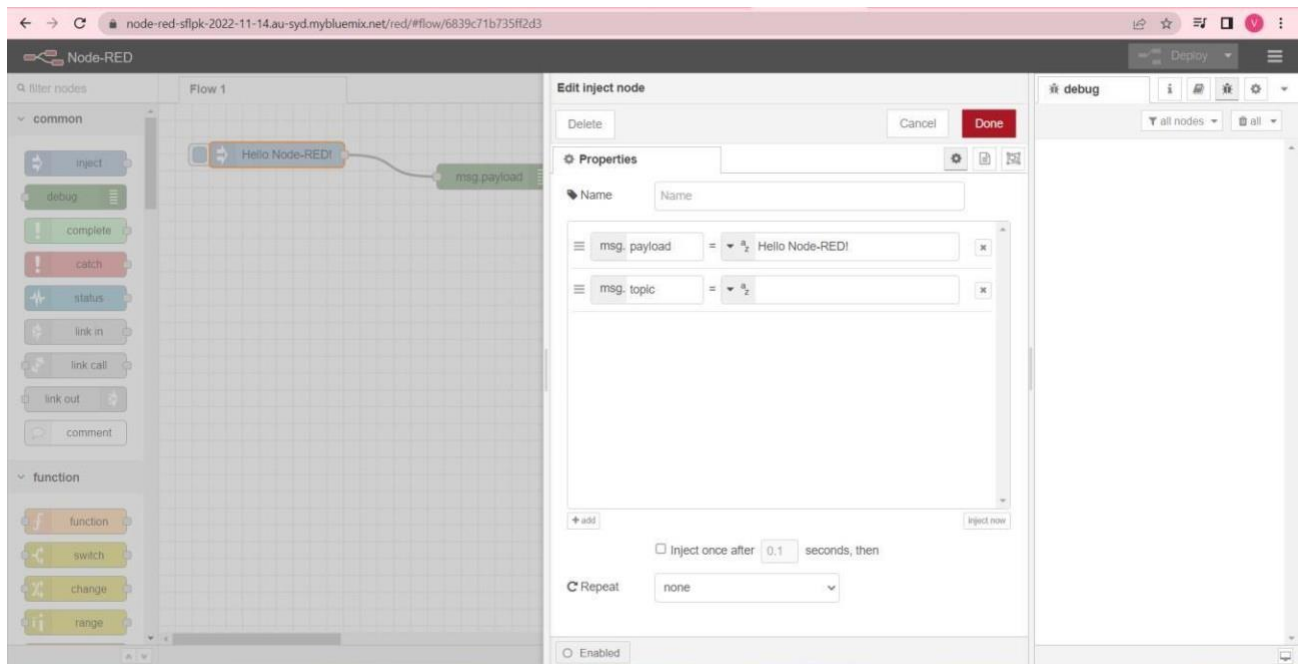 node-red-sflpk-2022-11-14.au-syd.mybluemix.net/red/#flow/6839c71b735ff2d3
V
Node-RED
Deploy
filter nodes
Flow 1
common
inject
debug
complete
catch
status
link in
link call
link out
comment
function
function
switch
change
range
Hello Node-RED!
msg.payload
Edit inject node
Delete
Cancel
Done
Properties
Name
Name
msg. payload = az Hello Node-RED!
msg. topic = az
add
inject now
Inject once after 0.1 seconds, then
Repeat none
Enabled
debug
i
all nodes
all